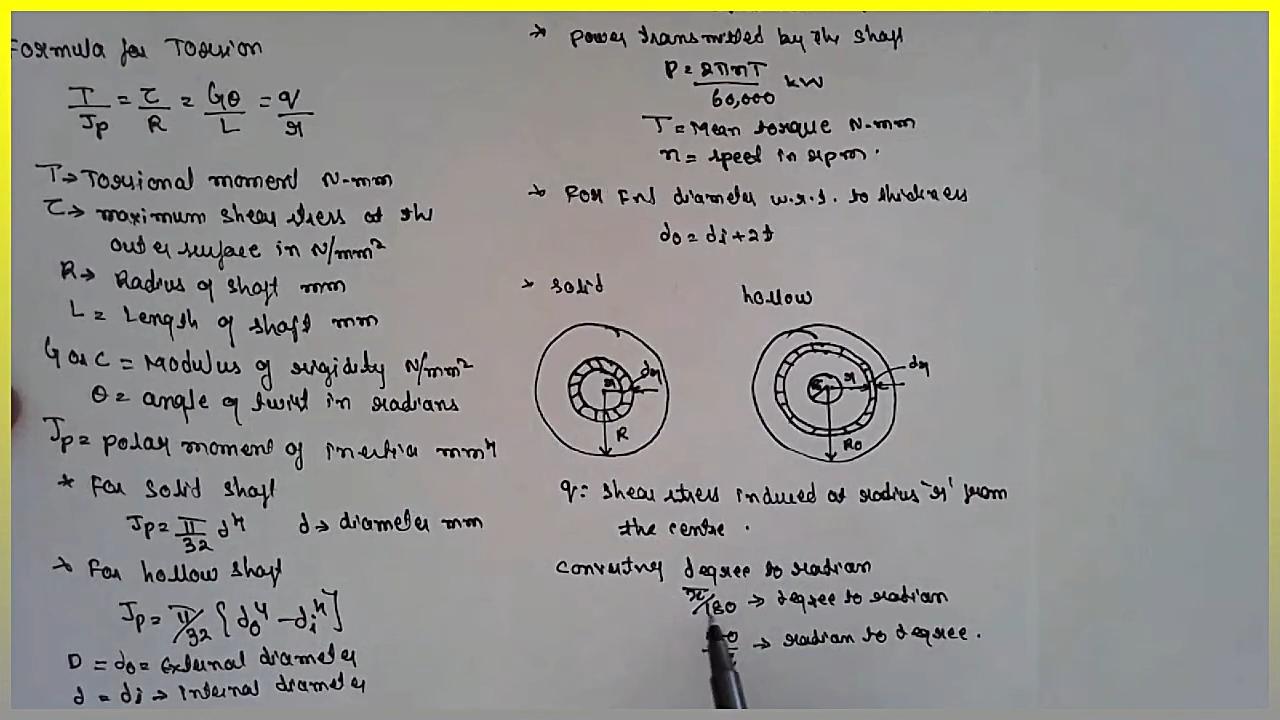 Formula for Torsion
T/Jp = τ/R = Gθ/L = q/r
T → Torsional moment N-mm
τ → maximum shear stress at the
outer surface in N/mm²
R → Radius of shaft mm
L = Length of shaft mm
G or C = Modulus of rigidity N/mm²
θ = angle of twist in radians
Jp = polar moment of inertia mm⁴
* For solid shaft
Jp = π/32 d⁴ d → diameter mm
→ For hollow shaft
Jp = π/32 {do⁴ - di⁴}
D = do = External diameter
d = di → Internal diameter
→ power transmitted by the shaft
P = 2πnT/60,000 kW
T = Mean torque N-mm
n = speed in rpm.
→ For Ent diameter w.r.t. to thickness
do = di + 2t
→ solid
hollow
r dr
R
r dr
Ro
q: shear stress induced at radius 'r' from
the centre.
converting degree to radian
π/180 → degree to radian
→ radian to degree.